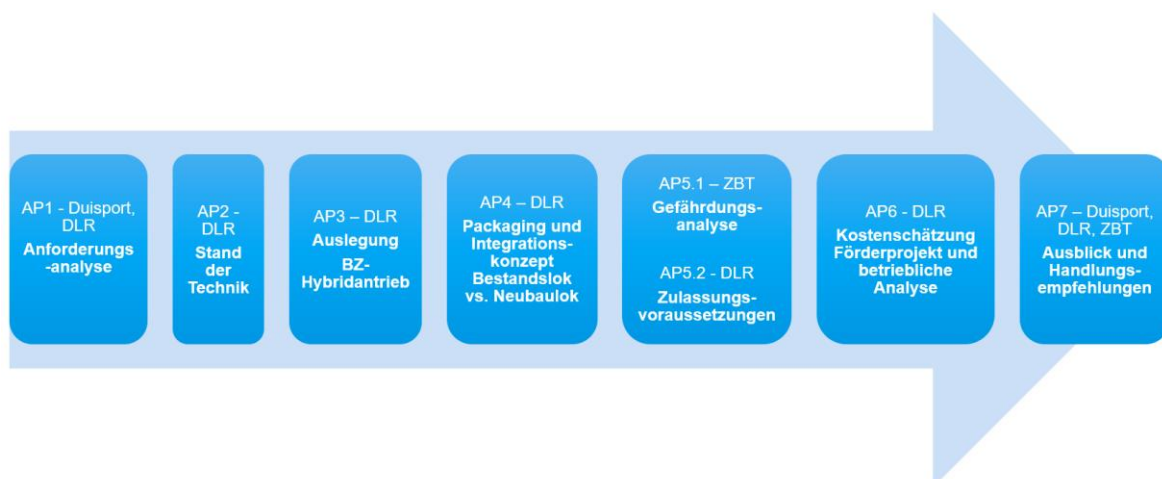 AP1 - Duisport,
DLR
Anforderungs
-analyse
AP2 -
DLR
Stand
der
Technik
AP3 – DLR
Auslegung
BZ-
Hybridantrieb
AP4 – DLR
Packaging und
Integrations-
konzept
Bestandslok
vs. Neubaulok
AP5.1 – ZBT
Gefährdungs-
analyse
AP5.2 - DLR
Zulassungs-
voraussetzungen
AP6 - DLR
Kostenschätzung
Förderprojekt und
betriebliche
Analyse
AP7 – Duisport,
DLR, ZBT
Ausblick und
Handlungs-
empfehlungen